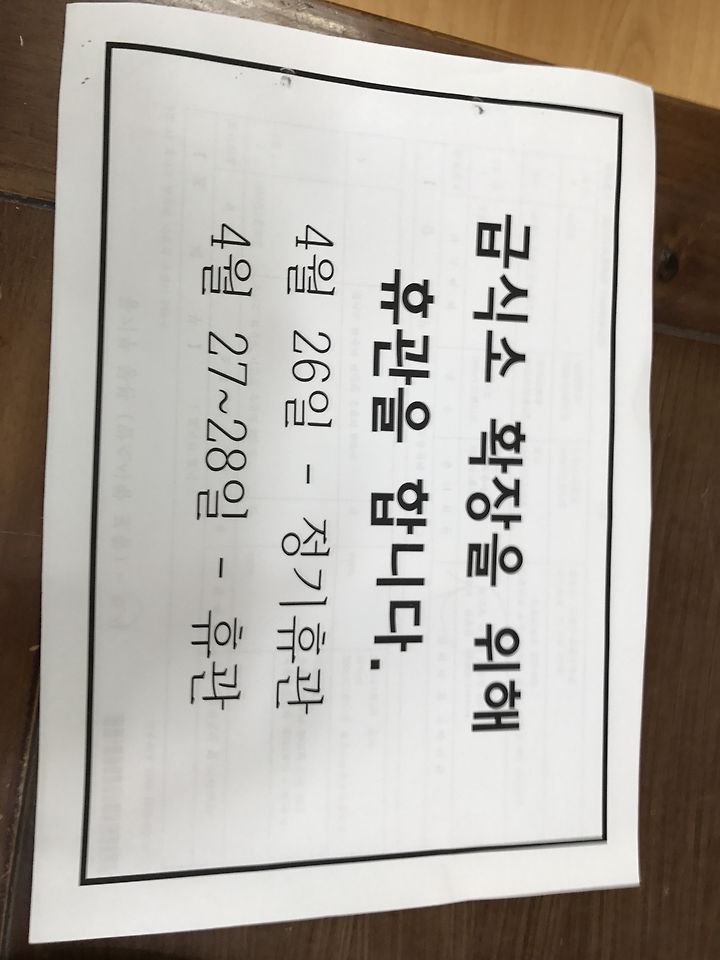 급식소 확장을 위해
휴관을 합니다.
4월 26일 - 정기휴관
4월 27~28일 - 휴관